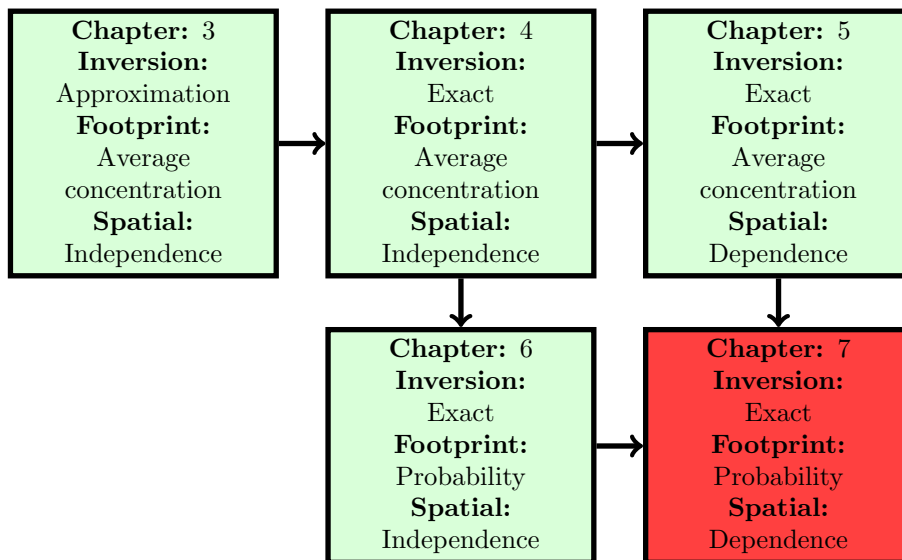 Chapter: 3
Inversion:
Approximation
Footprint:
Average
concentration
Spatial:
Independence
Chapter: 4
Inversion:
Exact
Footprint:
Average
concentration
Spatial:
Independence
Chapter: 5
Inversion:
Exact
Footprint:
Average
concentration
Spatial:
Dependence
Chapter: 6
Inversion:
Exact
Footprint:
Probability
Spatial:
Independence
Chapter: 7
Inversion:
Exact
Footprint:
Probability
Spatial:
Dependence